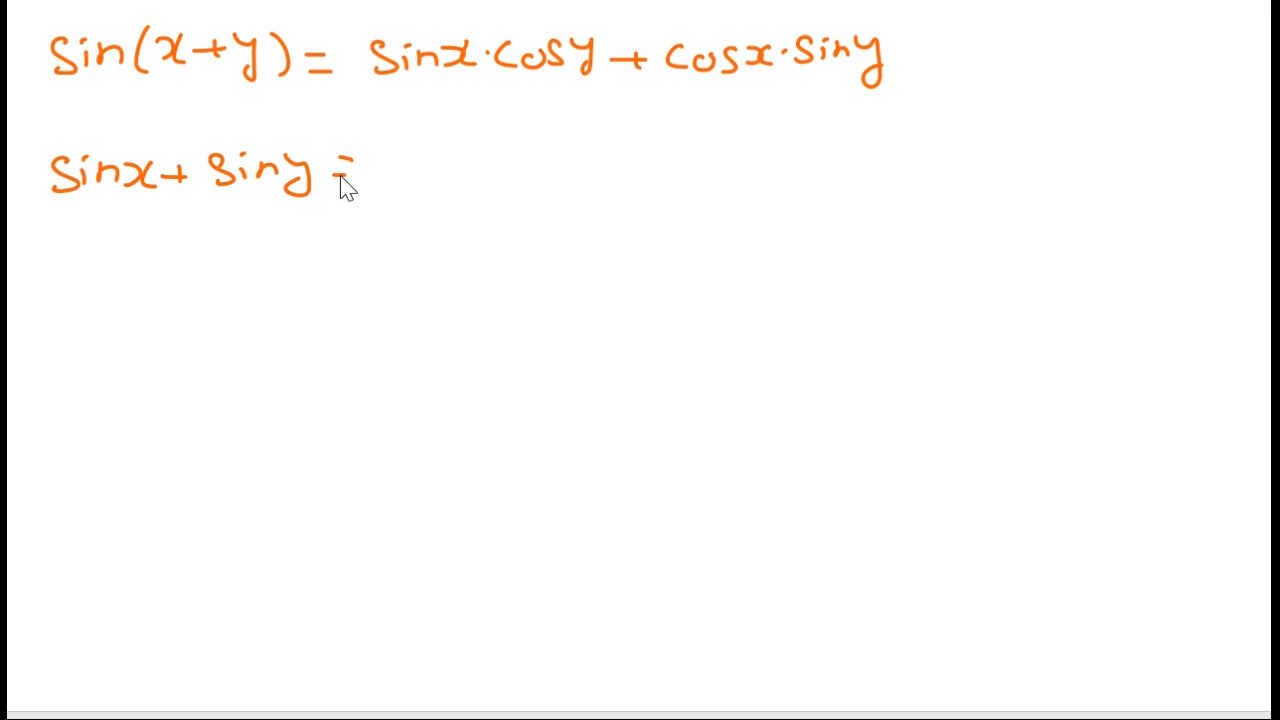 Sin(x+y) = Sinx·Cosy + Cosx·Siny
Sinx + Siny =